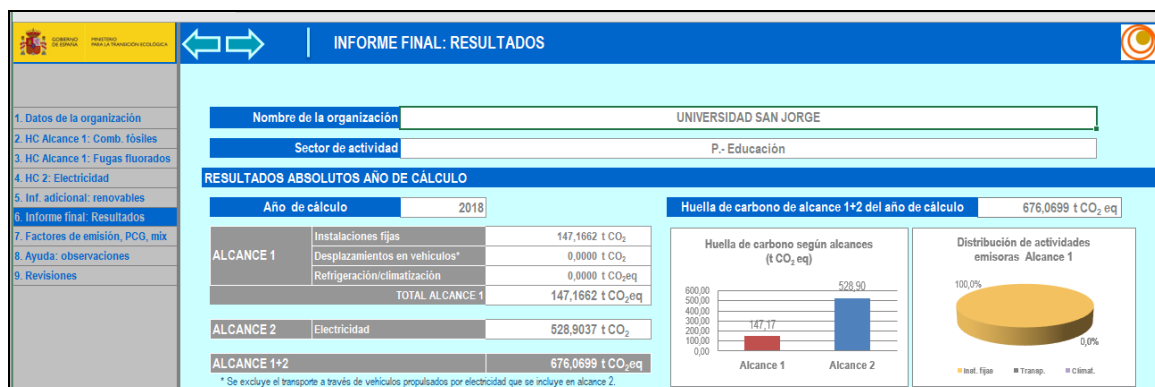 GOBIERNO DE ESPAÑA
MINISTERIO PARA LA TRANSICIÓN ECOLÓGICA
INFORME FINAL: RESULTADOS
1. Datos de la organización
2. HC Alcance 1: Comb. fósiles
3. HC Alcance 1: Fugas fluorados
4. HC 2: Electricidad
5. Inf. adicional: renovables
6. Informe final: Resultados
7. Factores de emisión, PCG, mix
8. Ayuda: observaciones
9. Revisiones
Nombre de la organización UNIVERSIDAD SAN JORGE
Sector de actividad P.- Educación
RESULTADOS ABSOLUTOS AÑO DE CÁLCULO
Año de cálculo 2018
Huella de carbono de alcance 1+2 del año de cálculo 676,0699 t CO2 eq
ALCANCE 1
Instalaciones fijas 147,1662 t CO2
Desplazamientos en vehículos* 0,0000 t CO2
Refrigeración/climatización 0,0000 t CO2eq
TOTAL ALCANCE 1 147,1662 t CO2eq
ALCANCE 2 Electricidad 528,9037 t CO2
ALCANCE 1+2 676,0699 t CO2eq
* Se excluye el transporte a través de vehículos propulsados por electricidad que se incluye en alcance 2.
Huella de carbono según alcances
(t CO2 eq)
600,00
500,00
400,00
300,00
200,00
100,00
0,00
147,17
528,90
Alcance 1 Alcance 2
Distribución de actividades
emisoras Alcance 1
100,0%
0,0%
Inst. fijas Transp. Climat.